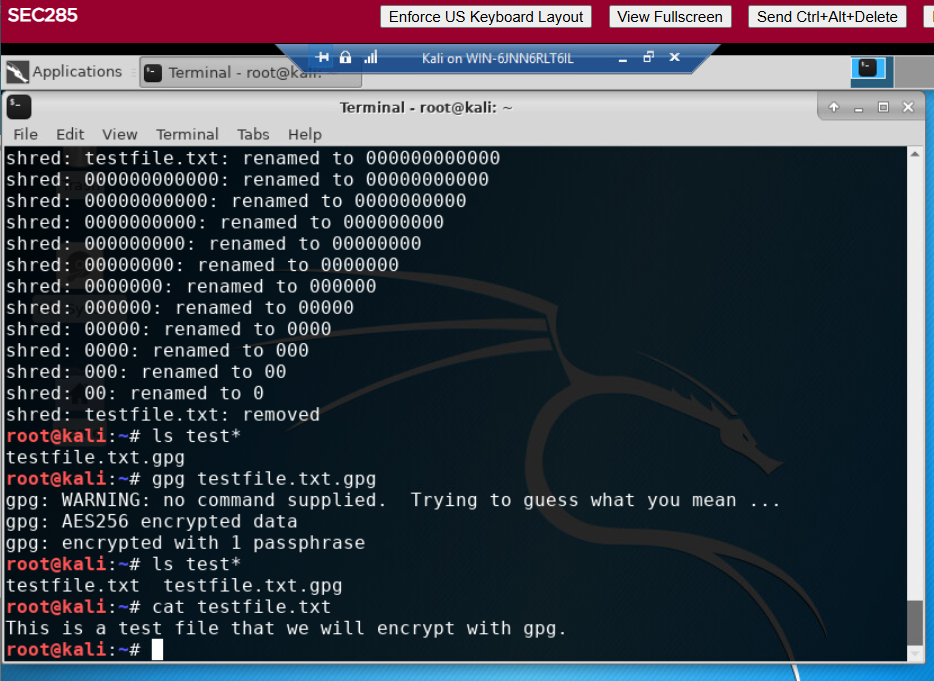 SEC285
Enforce US Keyboard Layout View Fullscreen Send Ctrl+Alt+Delete
Kali on WIN-6JNN6RLT6IL
Applications Terminal - root@kali: 
Terminal - root@kali: ~
File Edit View Terminal Tabs Help
shred: testfile.txt: renamed to 000000000000
shred: 000000000000: renamed to 00000000000
shred: 00000000000: renamed to 0000000000
shred: 0000000000: renamed to 000000000
shred: 000000000: renamed to 00000000
shred: 00000000: renamed to 0000000
shred: 0000000: renamed to 000000
shred: 000000: renamed to 00000
shred: 00000: renamed to 0000
shred: 0000: renamed to 000
shred: 000: renamed to 00
shred: 00: renamed to 0
shred: testfile.txt: removed
root@kali:~# ls test*
testfile.txt.gpg
root@kali:~# gpg testfile.txt.gpg
gpg: WARNING: no command supplied.  Trying to guess what you mean ...
gpg: AES256 encrypted data
gpg: encrypted with 1 passphrase
root@kali:~# ls test*
testfile.txt  testfile.txt.gpg
root@kali:~# cat testfile.txt
This is a test file that we will encrypt with gpg.
root@kali:~#